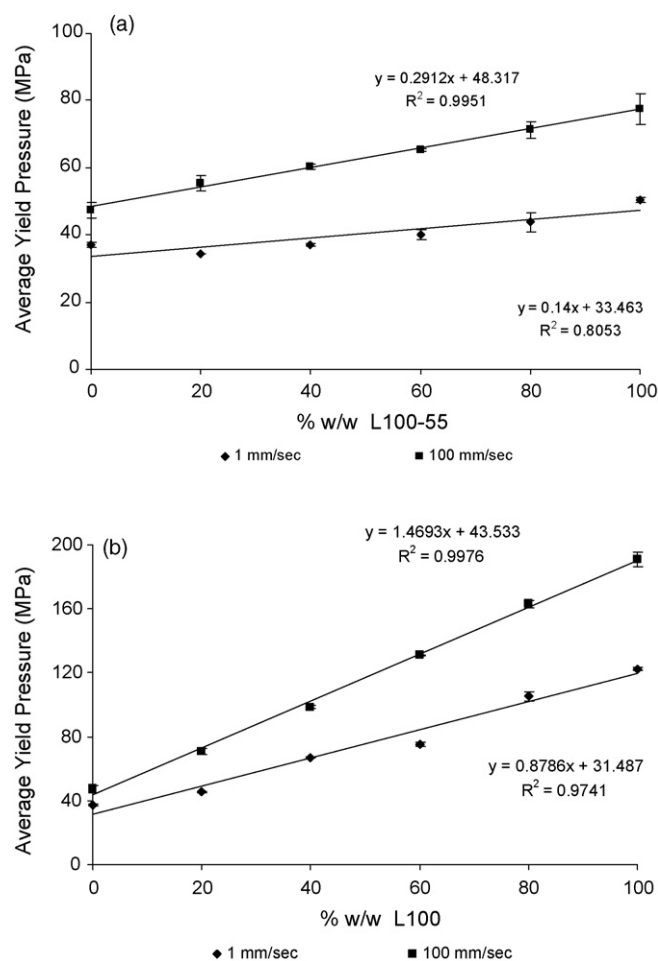 (a)
y = 0.2912x + 48.317
R² = 0.9951
Average Yield Pressure (MPa)
80
60
40
20
0
y = 0.14x + 33.463
R² = 0.8053
0 20 40 60 80 100
% w/w L100-55
1 mm/sec 100 mm/sec
(b)
y = 1.4693x + 43.533
R² = 0.9976
Average Yield Pressure (MPa)
200
160
120
80
40
0
y = 0.8786x + 31.487
R² = 0.9741
0 20 40 60 80 100
% w/w L100
1 mm/sec 100 mm/sec